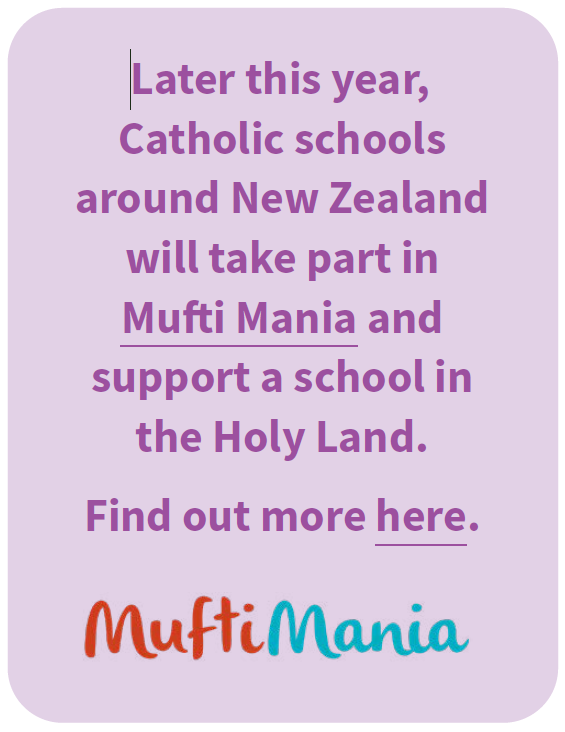 Later this year,
Catholic schools
around New Zealand
will take part in
Mufti Mania and
support a school in
the Holy Land.
Find out more here.
MuftiMania